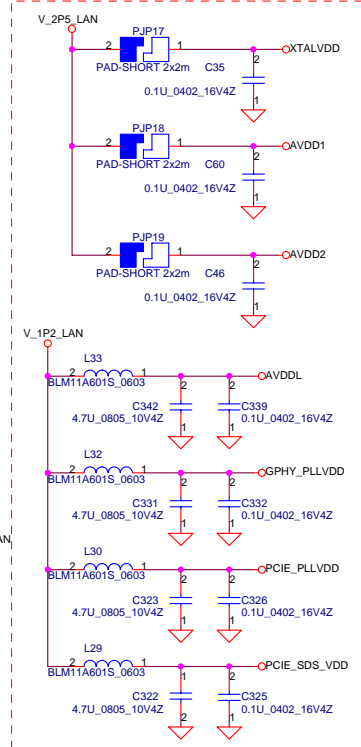 V_2P5_LAN
PJP17
2 1
PAD-SHORT 2x2m
C35
XTALVDD
2
0.1U_0402_16V4Z
1
PJP18
2 1
PAD-SHORT 2x2m
C60
AVDD1
2
0.1U_0402_16V4Z
1
PJP19
2 1
PAD-SHORT 2x2m
C46
AVDD2
2
0.1U_0402_16V4Z
1
V_1P2_LAN
L33
2 1
AVDDL
BLM11A601S_0603
2 2
C342 C339
4.7U_0805_10V4Z 0.1U_0402_16V4Z
1 1
L32
2 1
GPHY_PLLVDD
BLM11A601S_0603
2 2
C331 C332
4.7U_0805_10V4Z 0.1U_0402_16V4Z
1 1
AN
L30
2 1
PCIE_PLLVDD
BLM11A601S_0603
2 2
C323 C326
4.7U_0805_10V4Z 0.1U_0402_16V4Z
1 1
L29
2 1
PCIE_SDS_VDD
BLM11A601S_0603
1 2
C322 C325
4.7U_0805_10V4Z 0.1U_0402_16V4Z
2 1